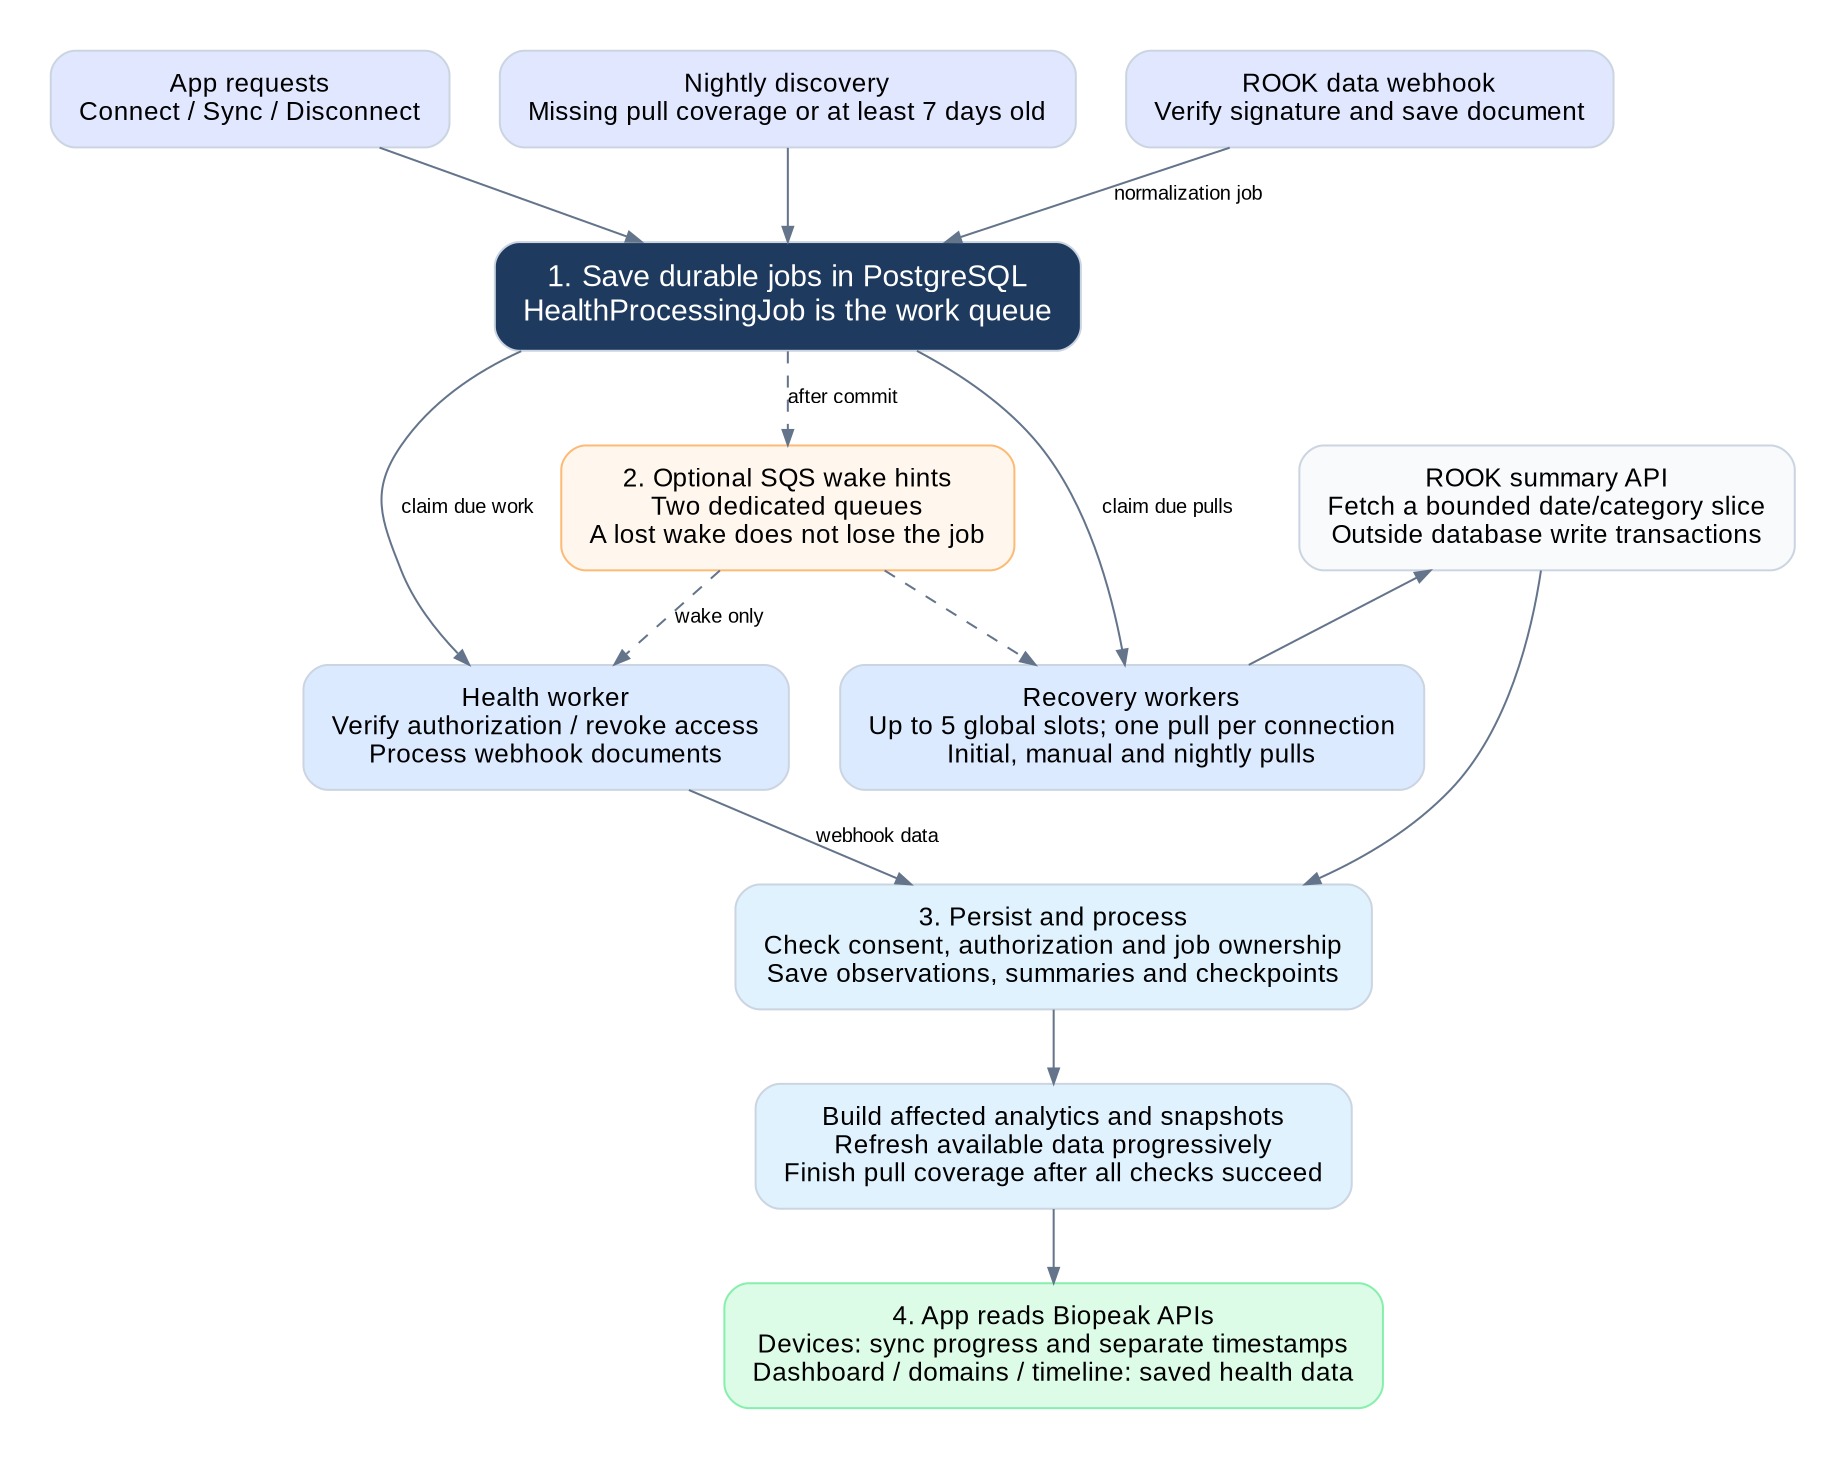 App requests
Connect / Sync / Disconnect
Nightly discovery
Missing pull coverage or at least 7 days old
ROOK data webhook
Verify signature and save document
normalization job
1. Save durable jobs in PostgreSQL
HealthProcessingJob is the work queue
after commit
claim due work
2. Optional SQS wake hints
Two dedicated queues
A lost wake does not lose the job
claim due pulls
ROOK summary API
Fetch a bounded date/category slice
Outside database write transactions
wake only
Health worker
Verify authorization / revoke access
Process webhook documents
Recovery workers
Up to 5 global slots; one pull per connection
Initial, manual and nightly pulls
webhook data
3. Persist and process
Check consent, authorization and job ownership
Save observations, summaries and checkpoints
Build affected analytics and snapshots
Refresh available data progressively
Finish pull coverage after all checks succeed
4. App reads Biopeak APIs
Devices: sync progress and separate timestamps
Dashboard / domains / timeline: saved health data